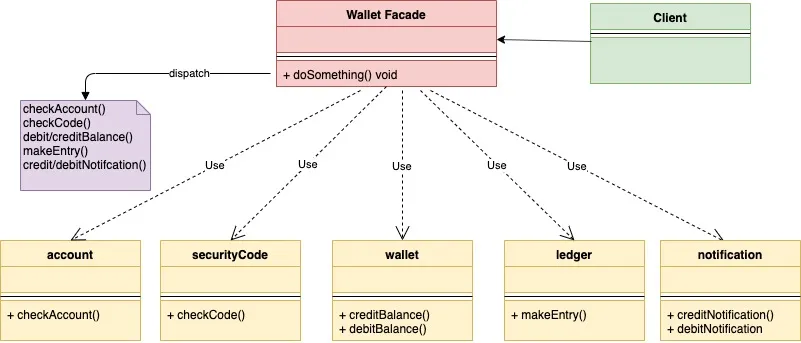 Wallet Facade
Client
+ doSomething() void
dispatch
checkAccount()
checkCode()
debit/creditBalance()
makeEntry()
credit/debitNotifcation()
Use
Use
Use
Use
Use
account
securityCode
wallet
ledger
notification
+ checkAccount()
+ checkCode()
+ creditBalance()
+ debitBalance()
+ makeEntry()
+ creditNotification()
+ debitNotification